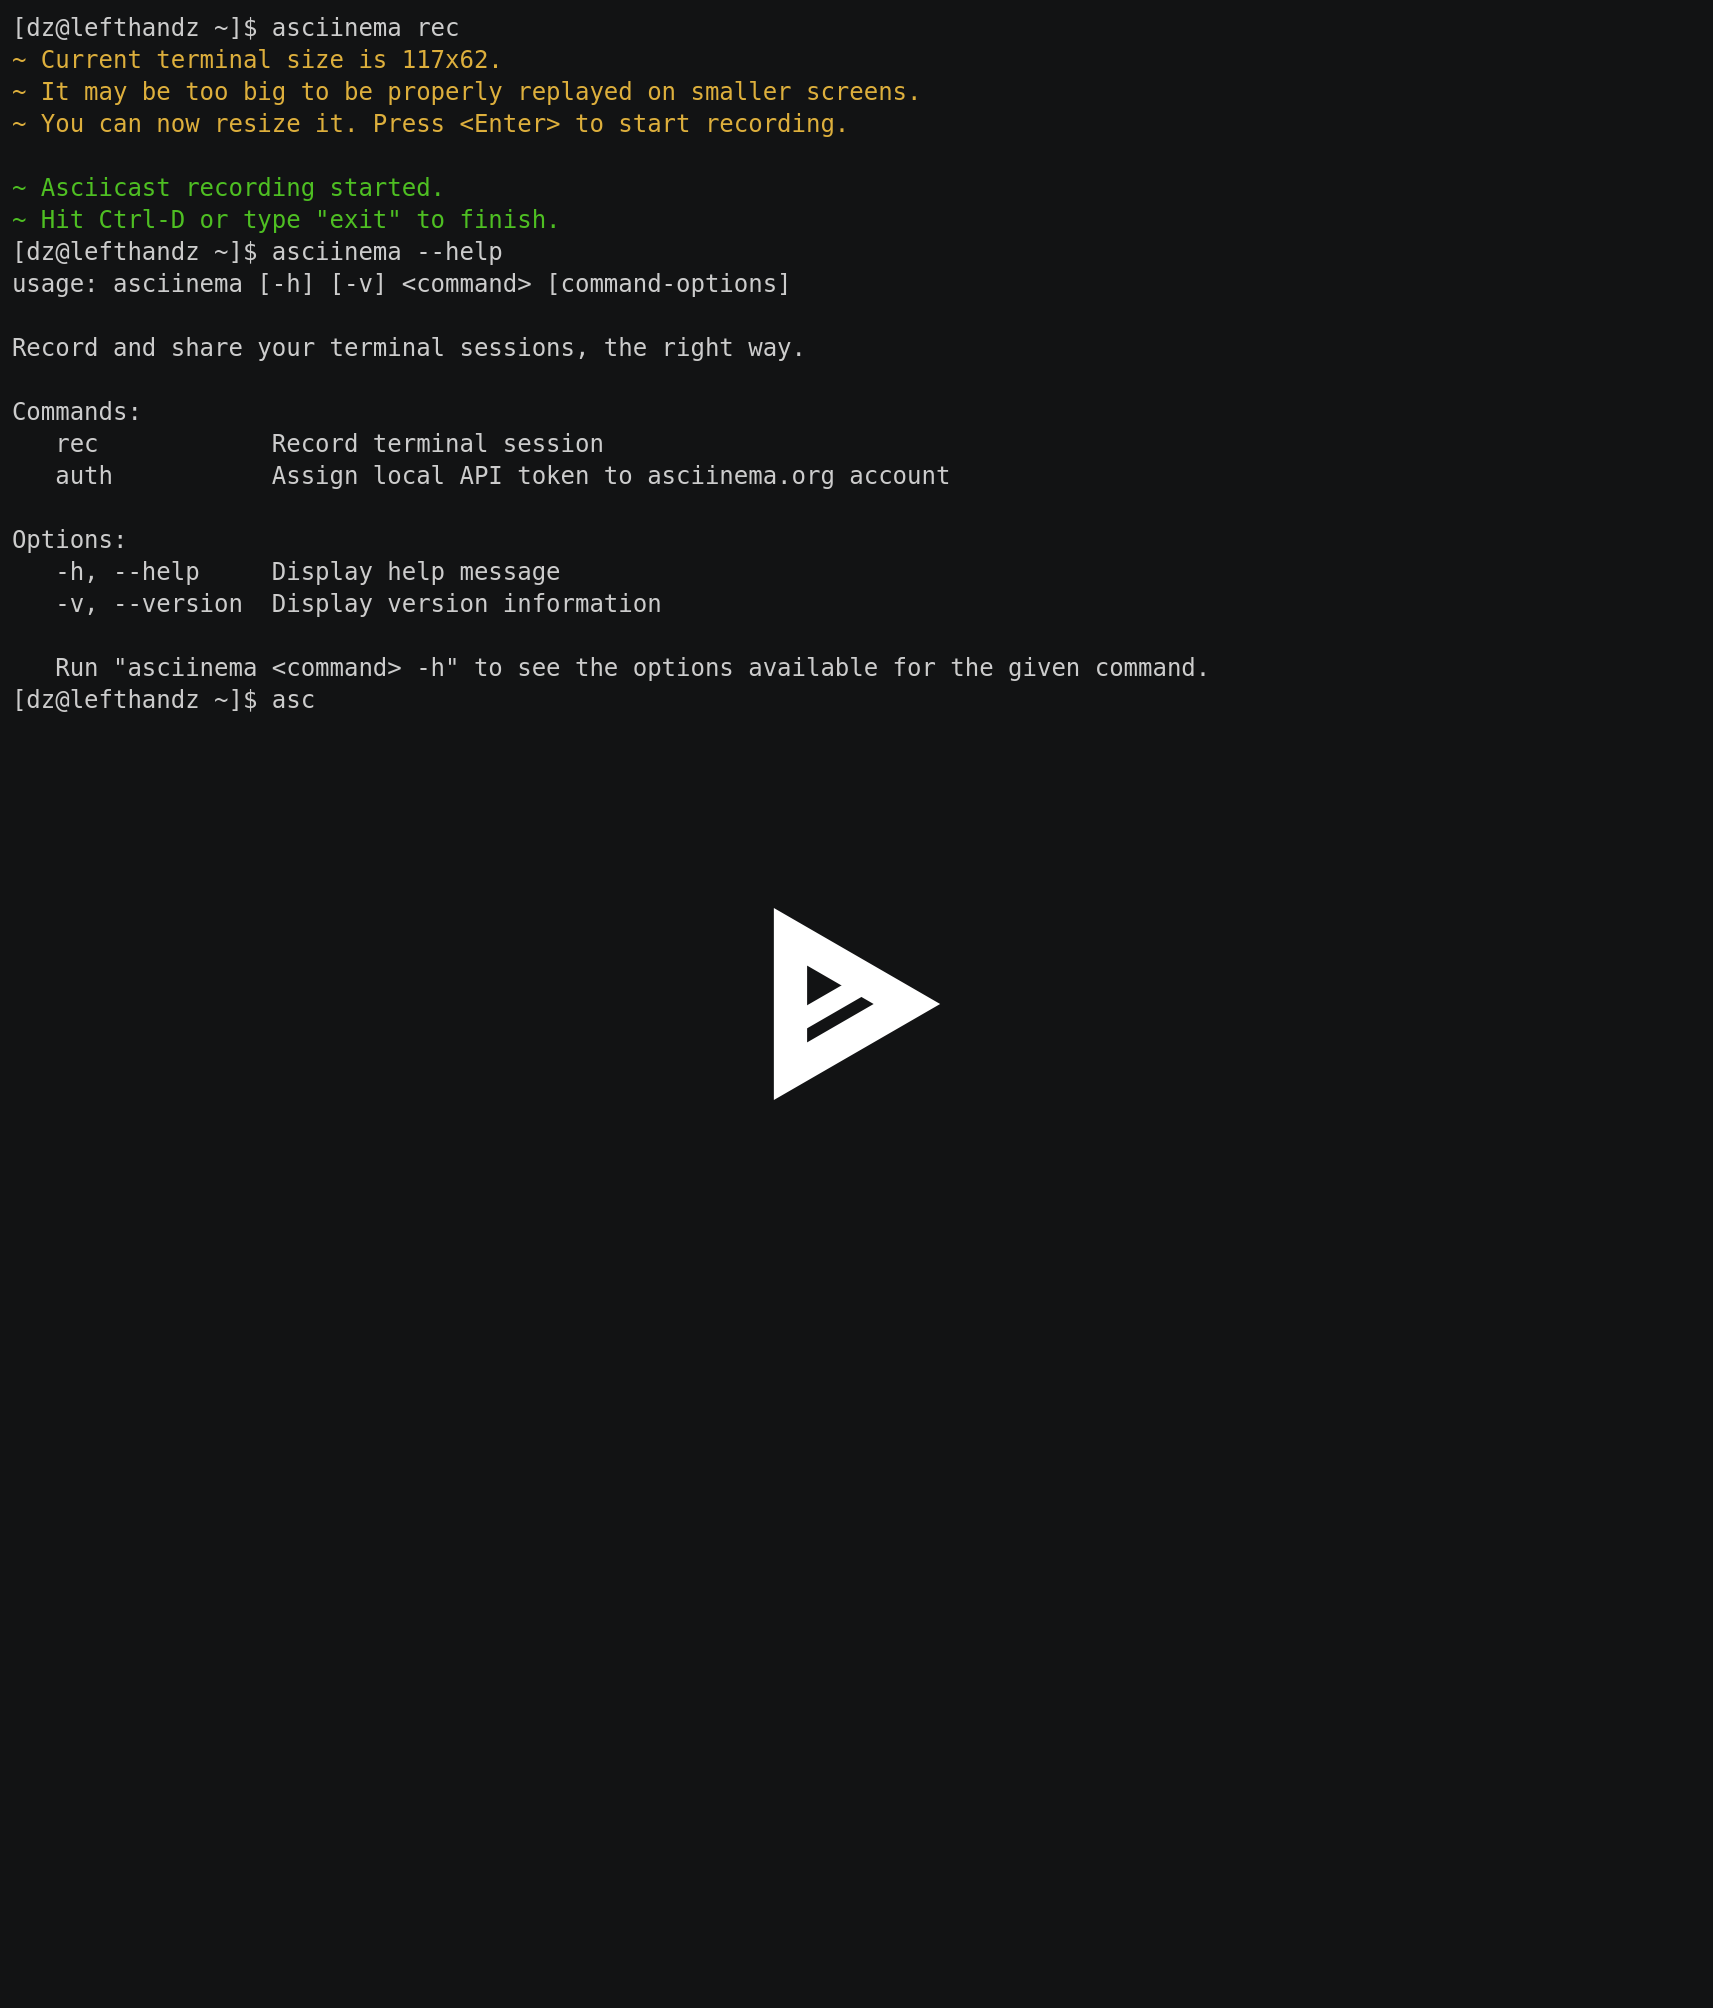 [dz@lefthandz ~]$ asciinema rec
~ Current terminal size is 117x62.
~ It may be too big to be properly replayed on smaller screens.
~ You can now resize it. Press <Enter> to start recording.
~ Asciicast recording started.
~ Hit Ctrl-D or type "exit" to finish.
[dz@lefthandz ~]$ asciinema --help
usage: asciinema [-h] [-v] <command> [command-options]
Record and share your terminal sessions, the right way.
Commands:
   rec            Record terminal session
   auth           Assign local API token to asciinema.org account
Options:
   -h, --help     Display help message
   -v, --version  Display version information
   Run "asciinema <command> -h" to see the options available for the given command.
[dz@lefthandz ~]$ asc